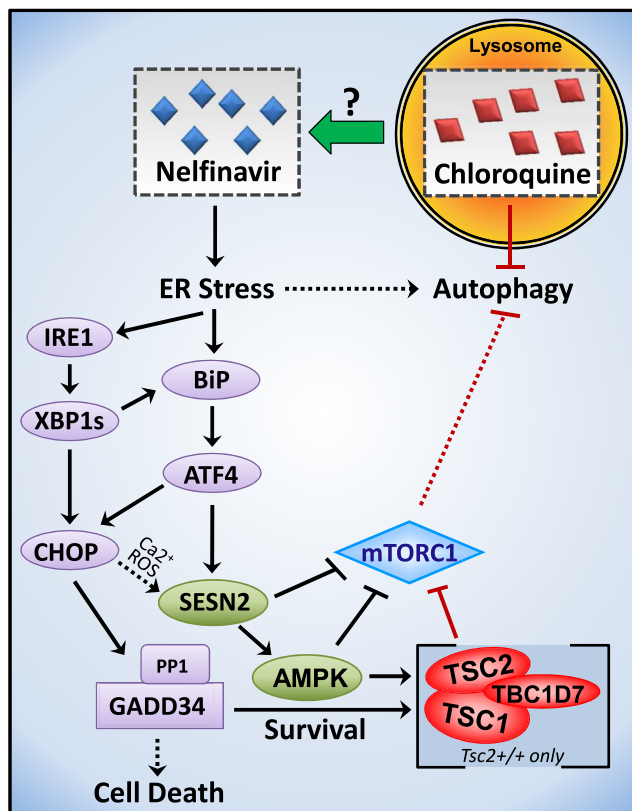 Lysosome
?
Nelfinavir
Chloroquine
ER Stress
Autophagy
IRE1
BiP
XBP1s
ATF4
CHOP
Ca2+
ROS
mTORC1
SESN2
PP1
AMPK
TSC2
TBC1D7
TSC1
GADD34
Survival
Tsc2+/+ only
Cell Death